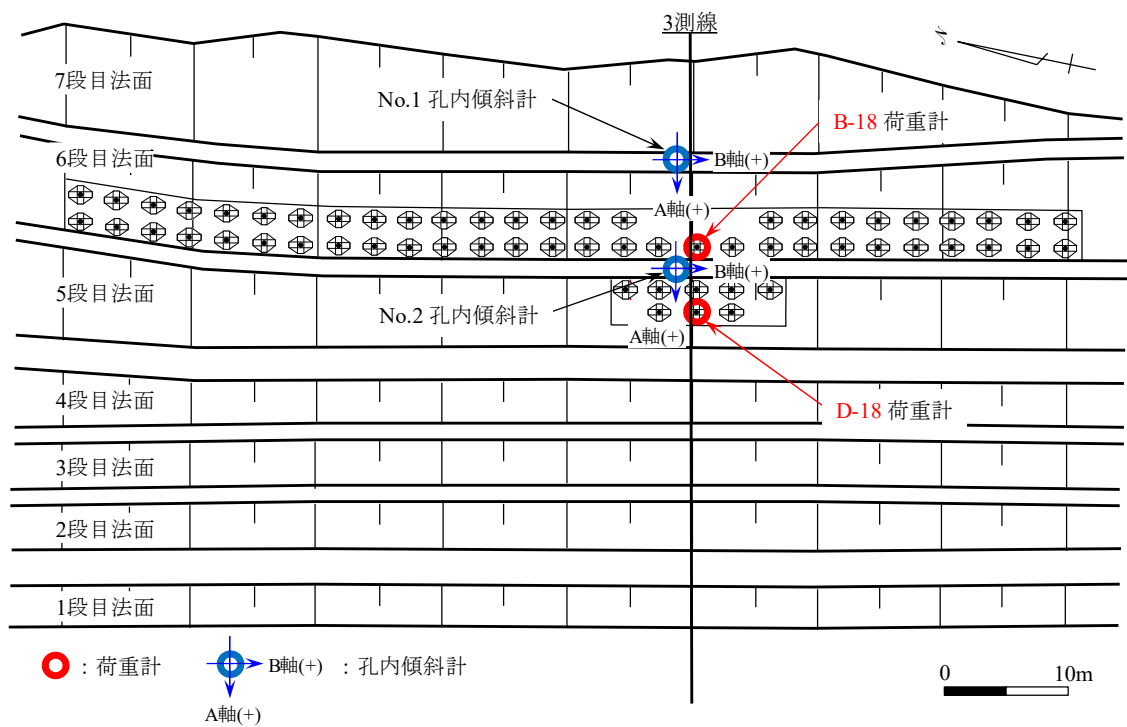 3測線
N
7段目法面
No.1 孔内傾斜計
B-18 荷重計
6段目法面
B軸(+)
A軸(+)
B軸(+)
5段目法面
No.2 孔内傾斜計
A軸(+)
4段目法面
D-18 荷重計
3段目法面
2段目法面
1段目法面
：荷重計
B軸(+)
：孔内傾斜計
A軸(+)
0
10m